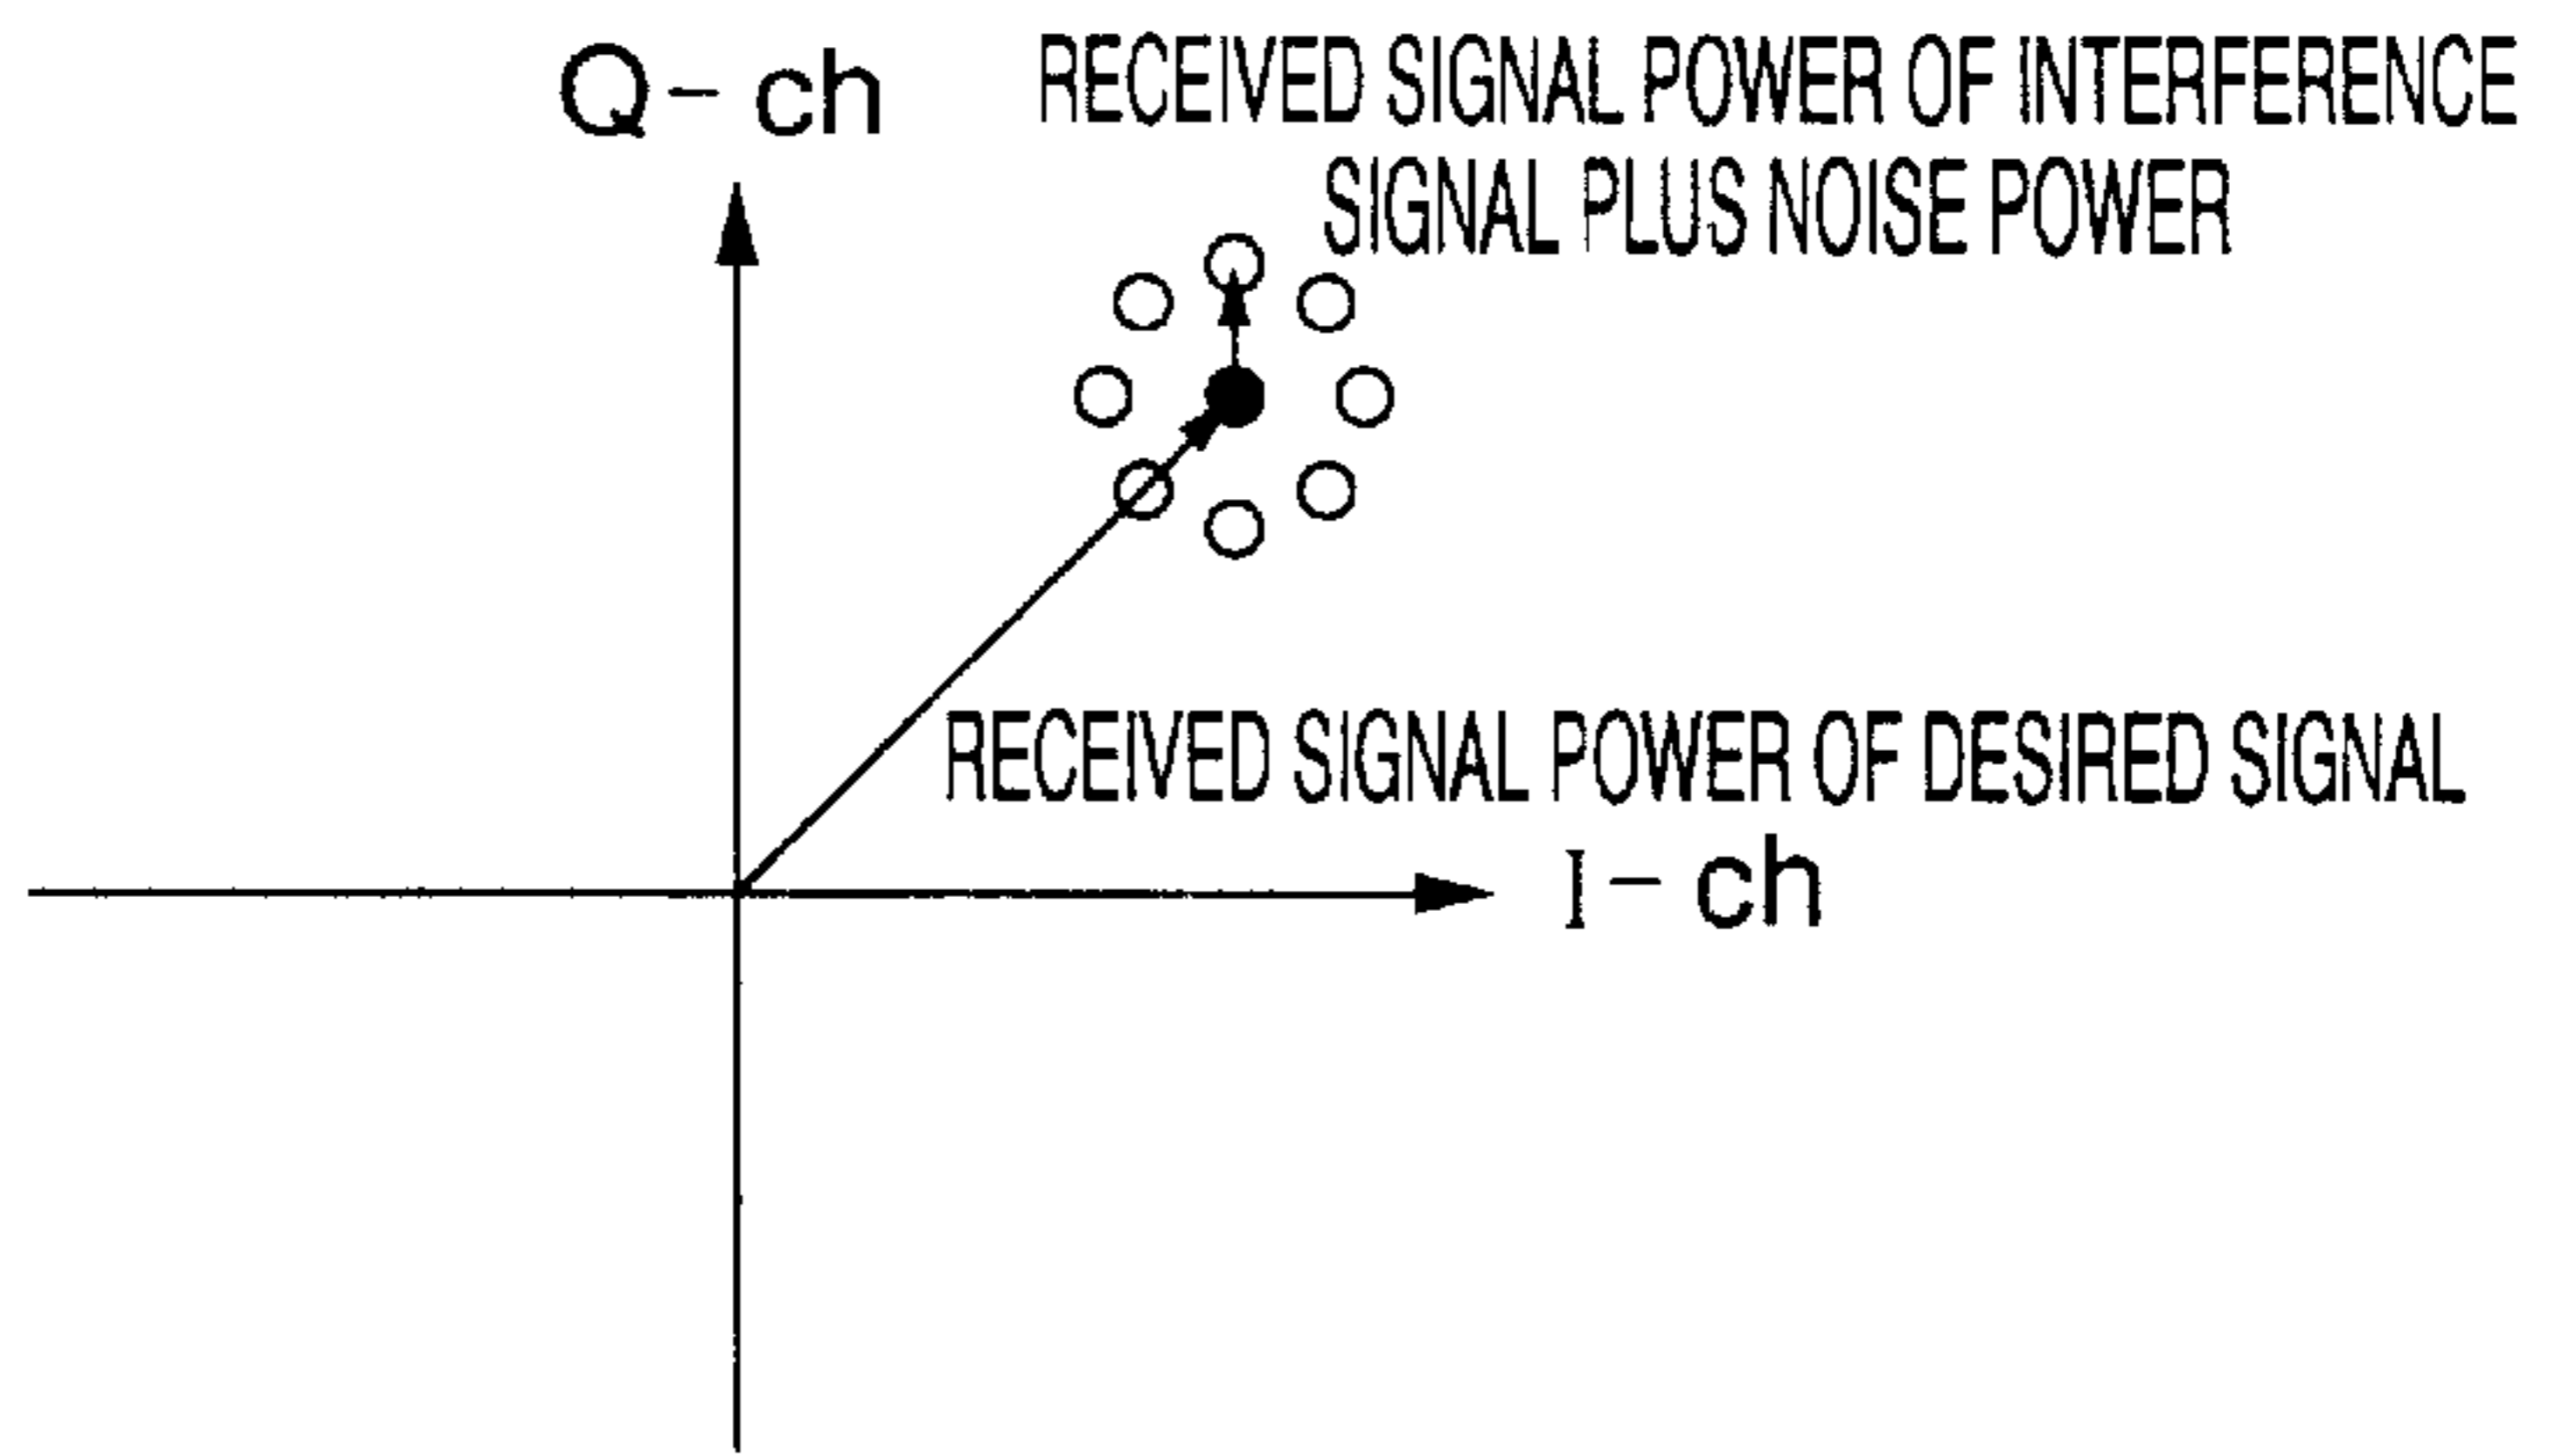 Q - ch
RECEIVED SIGNAL POWER OF INTERFERENCE
SIGNAL PLUS NOISE POWER
RECEIVED SIGNAL POWER OF DESIRED SIGNAL
I - ch